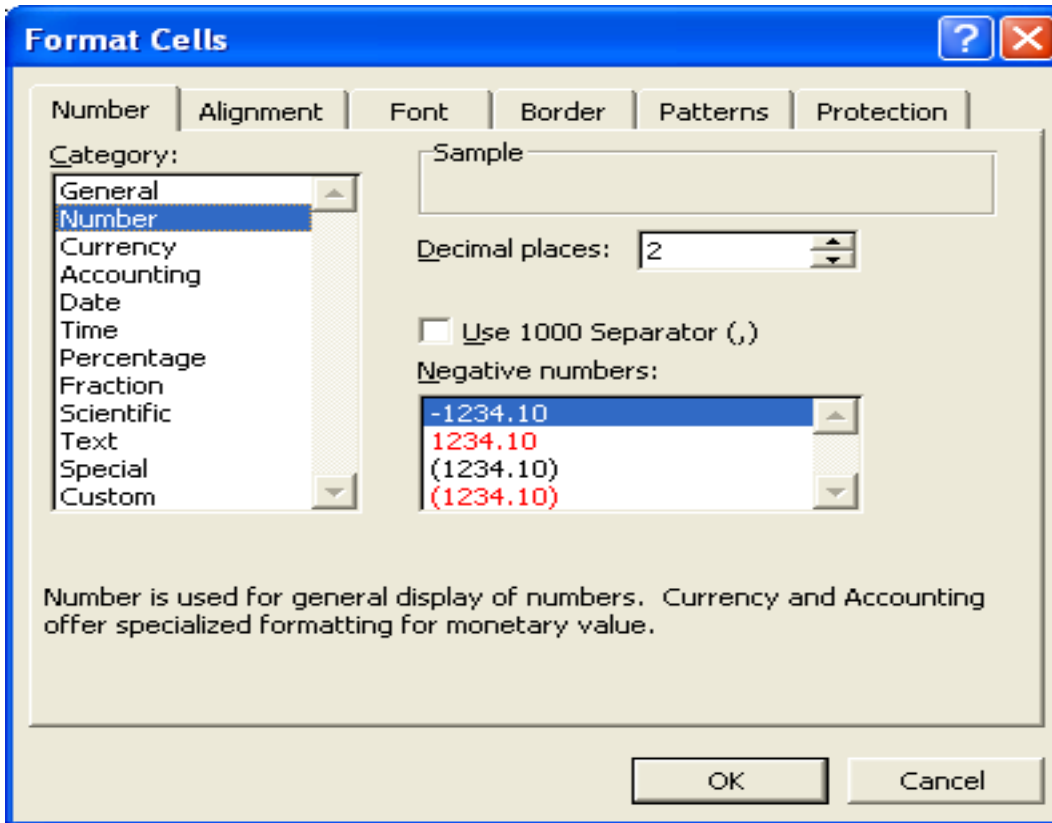 Format Cells
Number Alignment Font Border Patterns Protection
Category:
General
Number
Currency
Accounting
Date
Time
Percentage
Fraction
Scientific
Text
Special
Custom
Sample
Decimal places: 2
Use 1000 Separator (,)
Negative numbers:
-1234.10
1234.10
(1234.10)
(1234.10)
Number is used for general display of numbers. Currency and Accounting
offer specialized formatting for monetary value.
OK Cancel